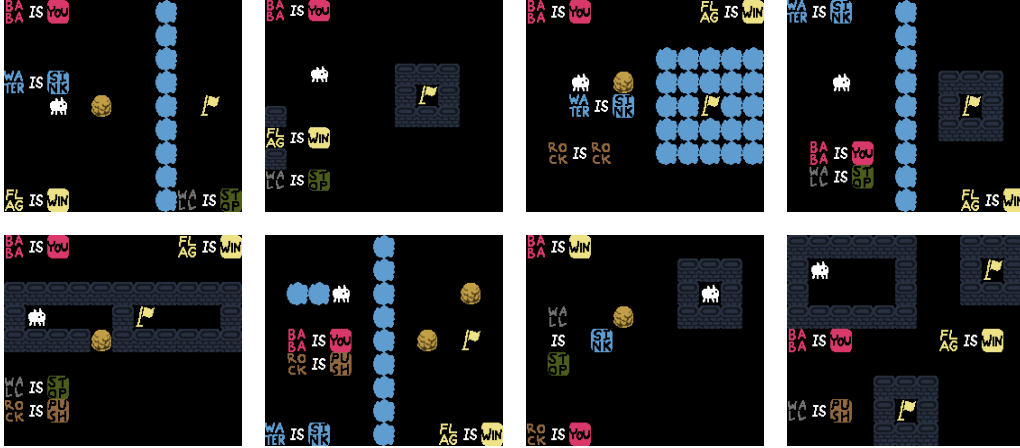 BABA IS YOU
WATER IS SINK
FLAG IS WIN
WALL IS STOP
BABA IS YOU
FLAG IS WIN
WALL IS STOP
BABA IS YOU
FLAG IS WIN
WATER IS SINK
ROCK IS ROCK
WATER IS SINK
BABA IS YOU
WALL IS STOP
FLAG IS WIN
BABA IS YOU
FLAG IS WIN
WALL IS STOP
ROCK IS PUSH
BABA IS YOU
ROCK IS PUSH
WATER IS SINK
FLAG IS WIN
BABA IS WIN
WALL
IS SINK
STOP
ROCK IS YOU
BABA IS YOU
FLAG IS WIN
WALL IS PUSH